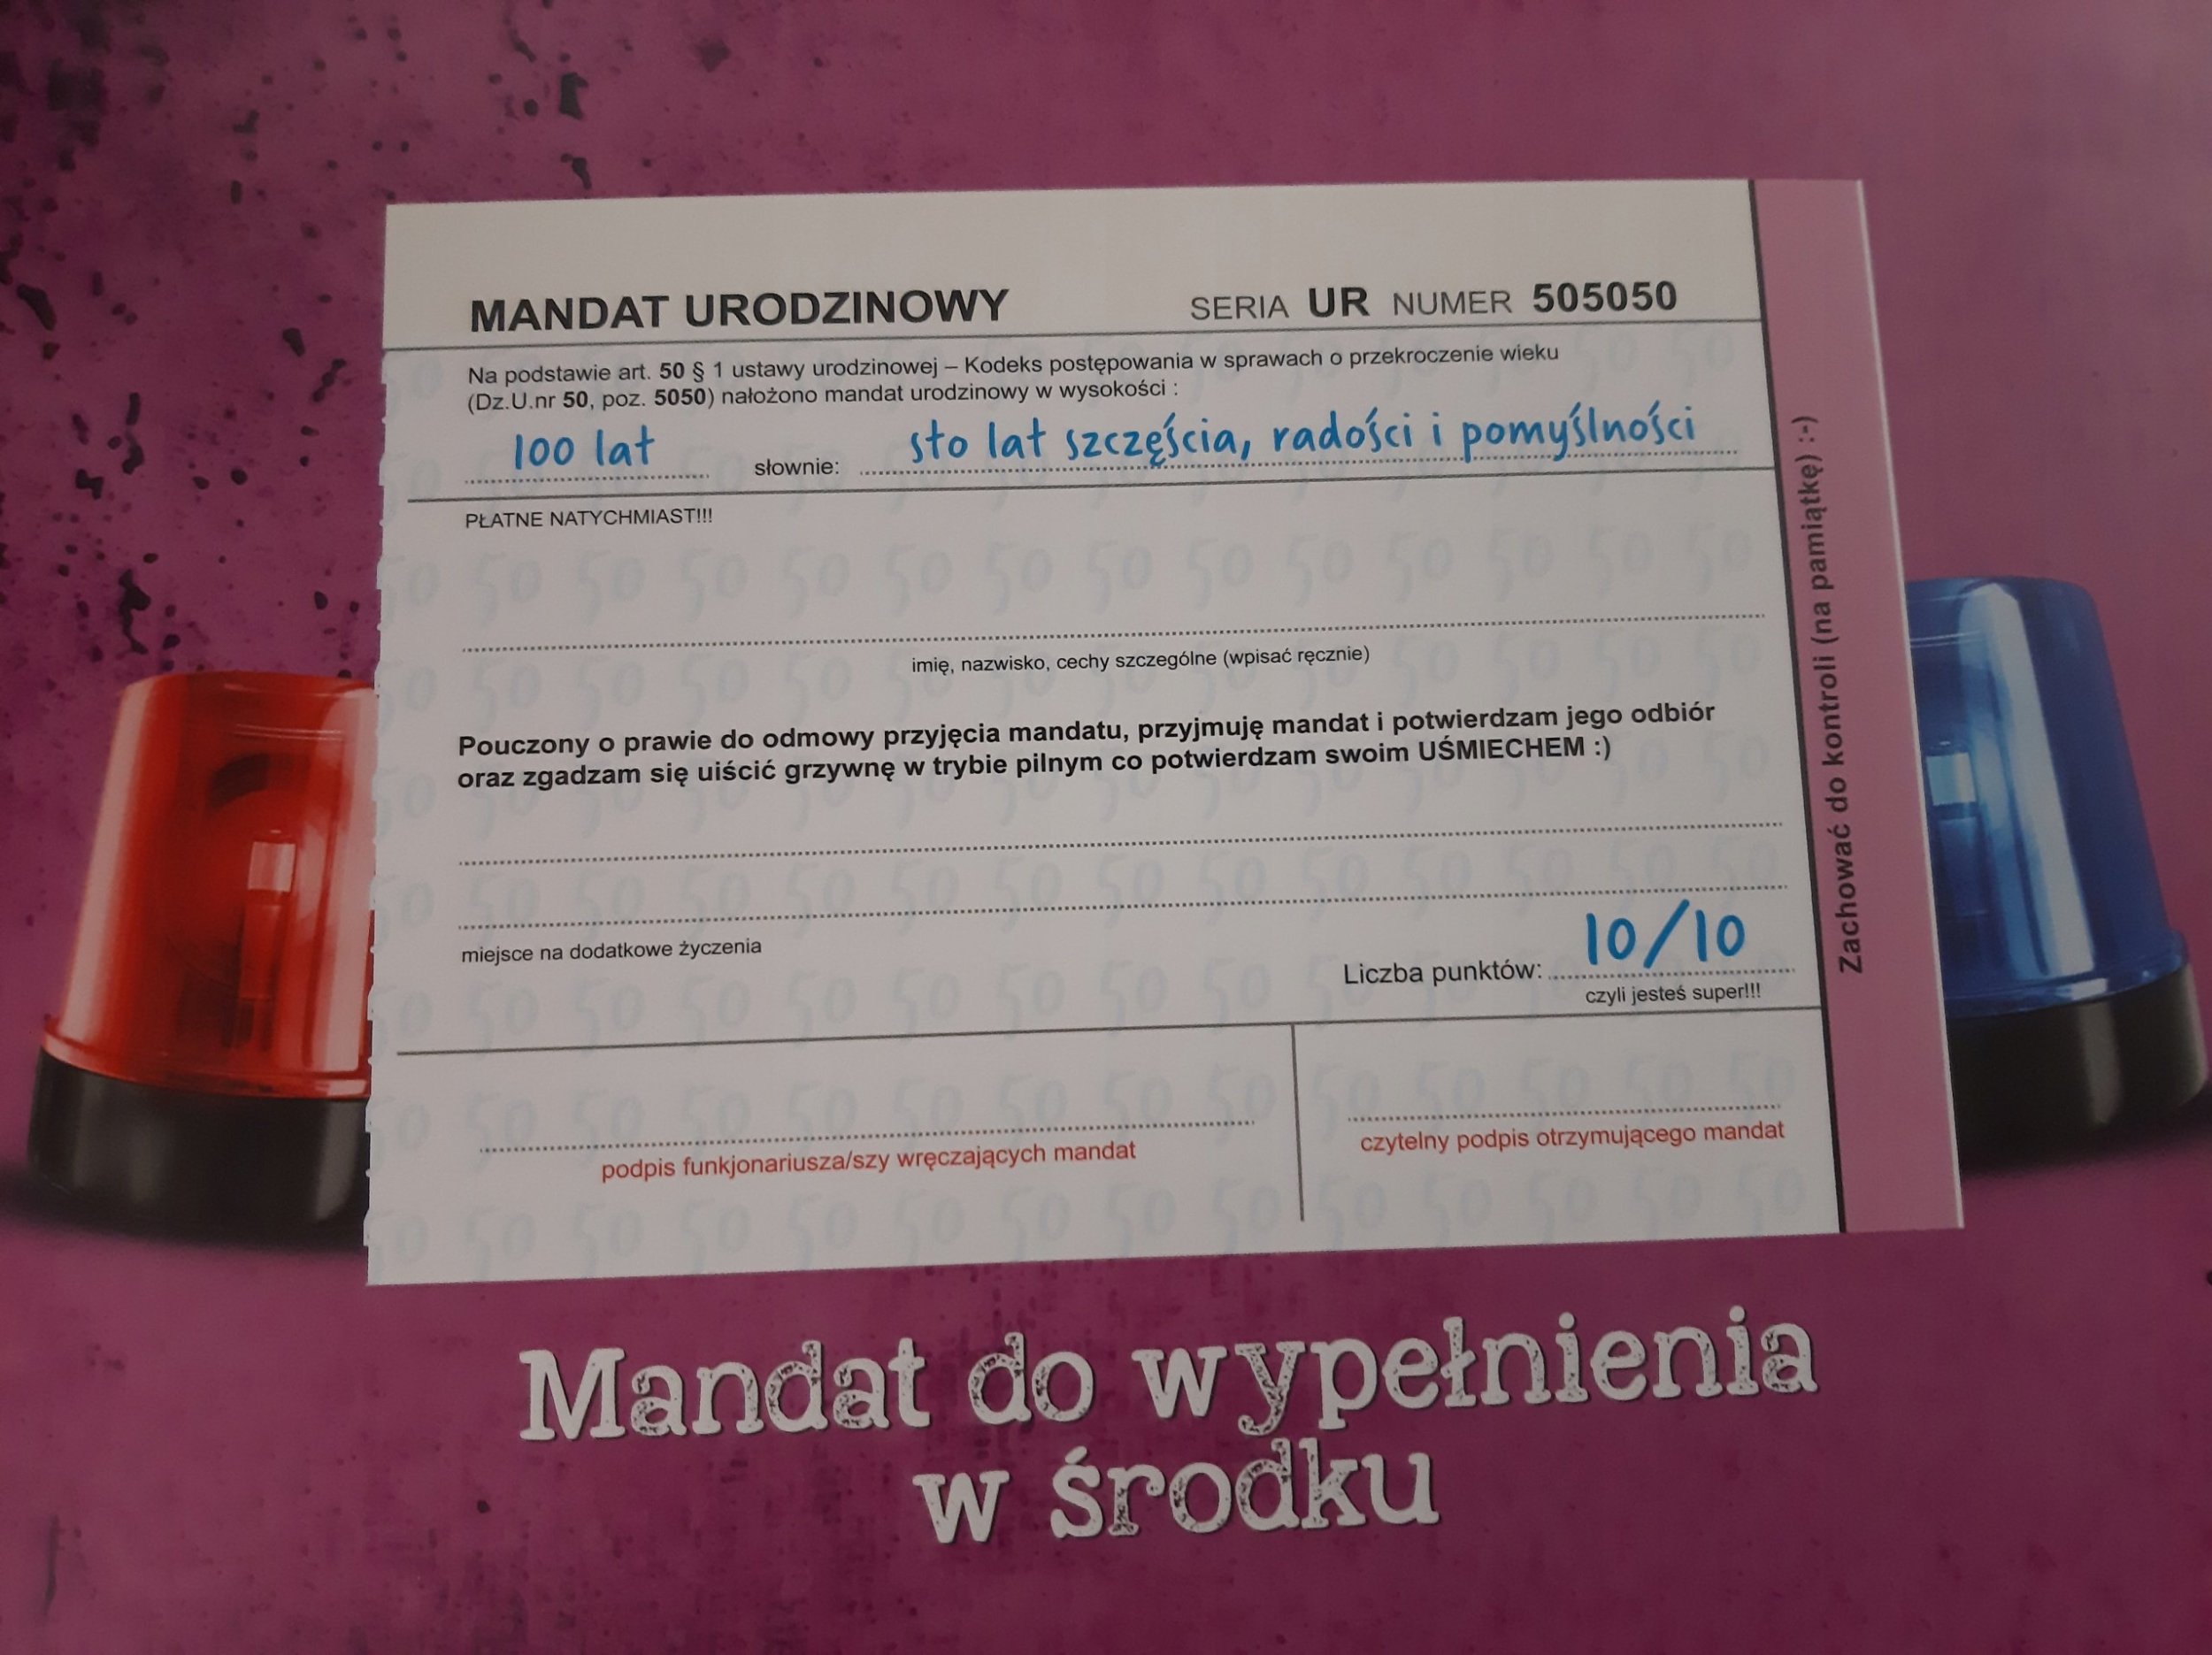 MANDAT URODZINOWY SERIA UR NUMER 505050
Na podstawie art. 50 § 1 ustawy urodzinowej – Kodeks postępowania w sprawach o przekroczenie wieku
(Dz.U.nr 50, poz. 5050) nałożono mandat urodzinowy w wysokości :
100 lat słownie: sto lat szczęścia, radości i pomyślności
PŁATNE NATYCHMIAST!!!
imię, nazwisko, cechy szczególne (wpisać ręcznie)
Pouczony o prawie do odmowy przyjęcia mandatu, przyjmuję mandat i potwierdzam jego odbiór
oraz zgadzam się uiścić grzywnę w trybie pilnym co potwierdzam swoim UŚMIECHEM :)
miejsce na dodatkowe życzenia
Liczba punktów: 10/10
czyli jesteś super!!!
podpis funkjonariusza/szy wręczających mandat
czytelny podpis otrzymującego mandat
Zachować do kontroli (na pamiątkę) :-)
Mandat do wypełnienia
w środku